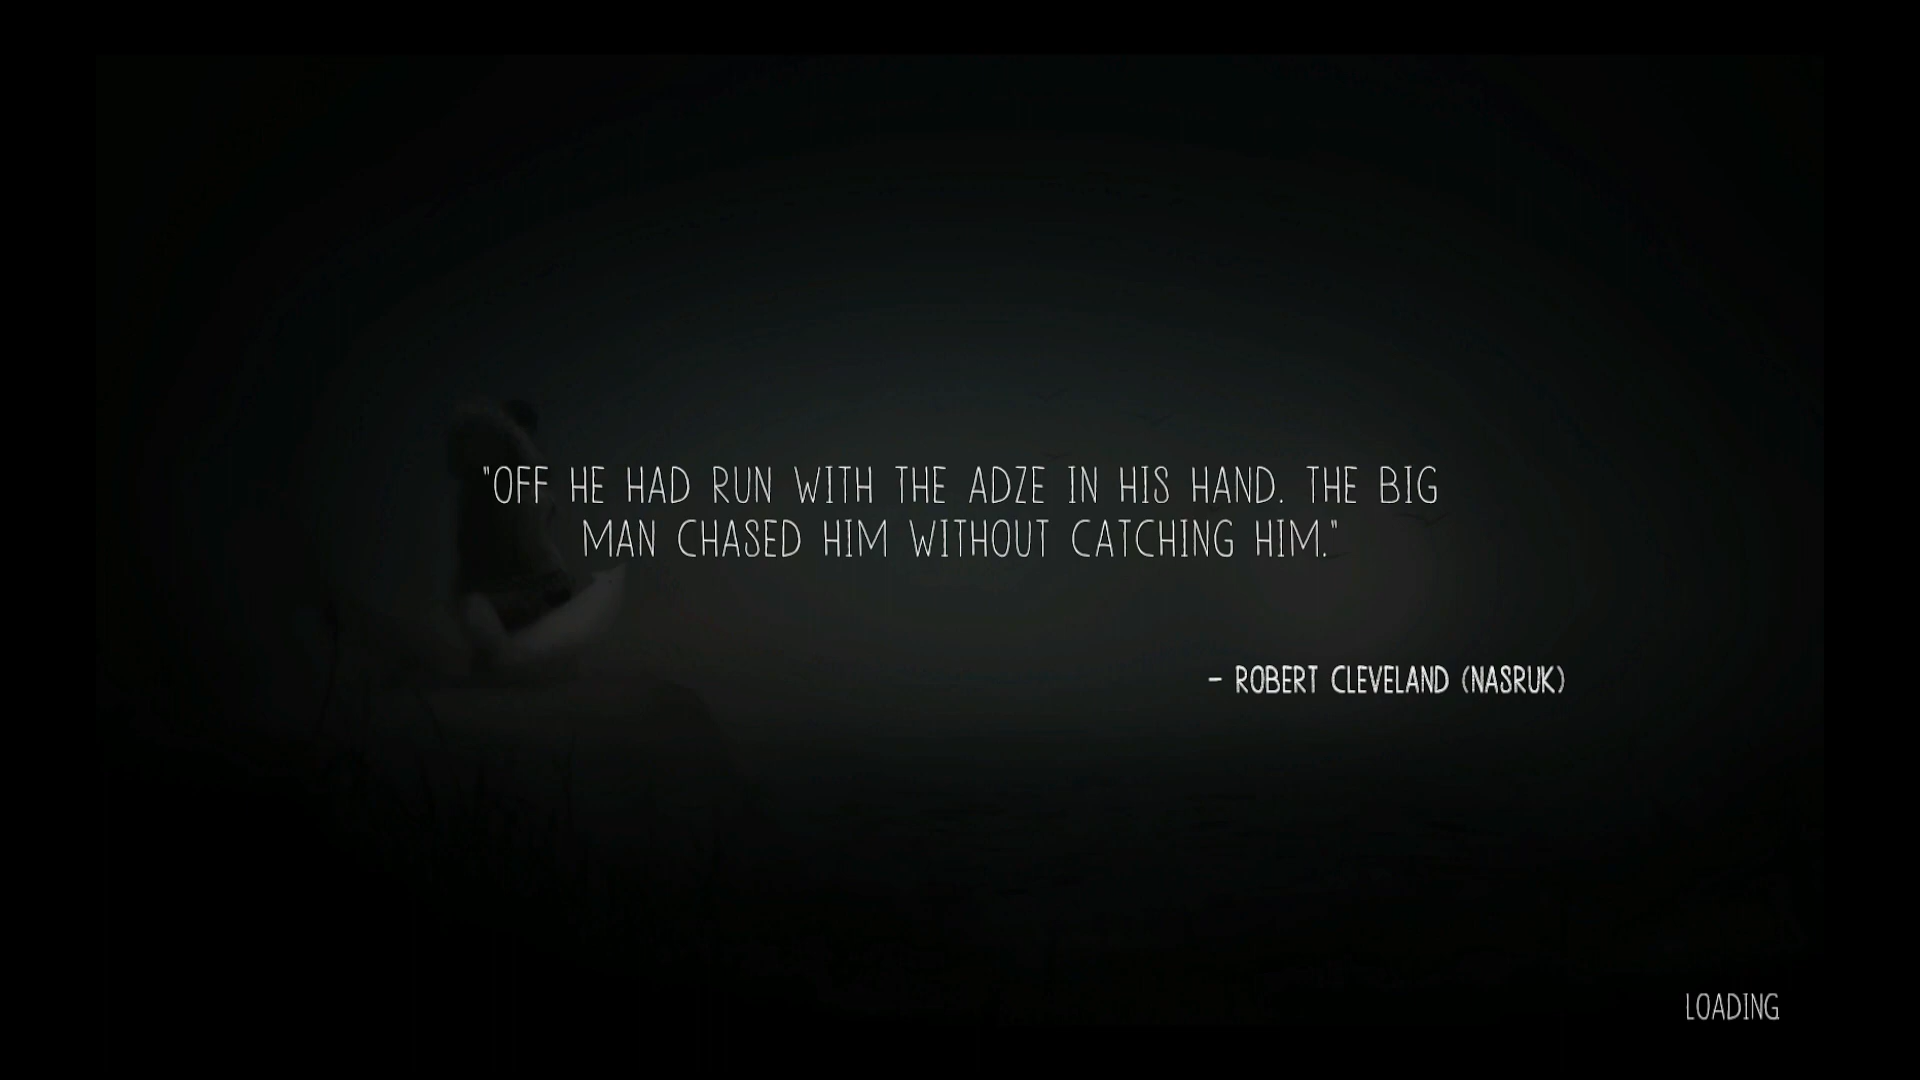 "OFF HE HAD RUN WITH THE ADZE IN HIS HAND. THE BIG
MAN CHASED HIM WITHOUT CATCHING HIM."
- ROBERT CLEVELAND (NASRUK)
LOADING